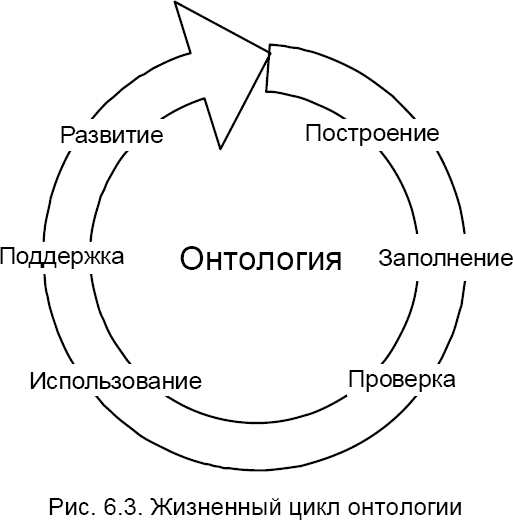 Развитие
Построение
Поддержка
Онтология
Заполнение
Использование
Проверка
Рис. 6.3. Жизненный цикл онтологии